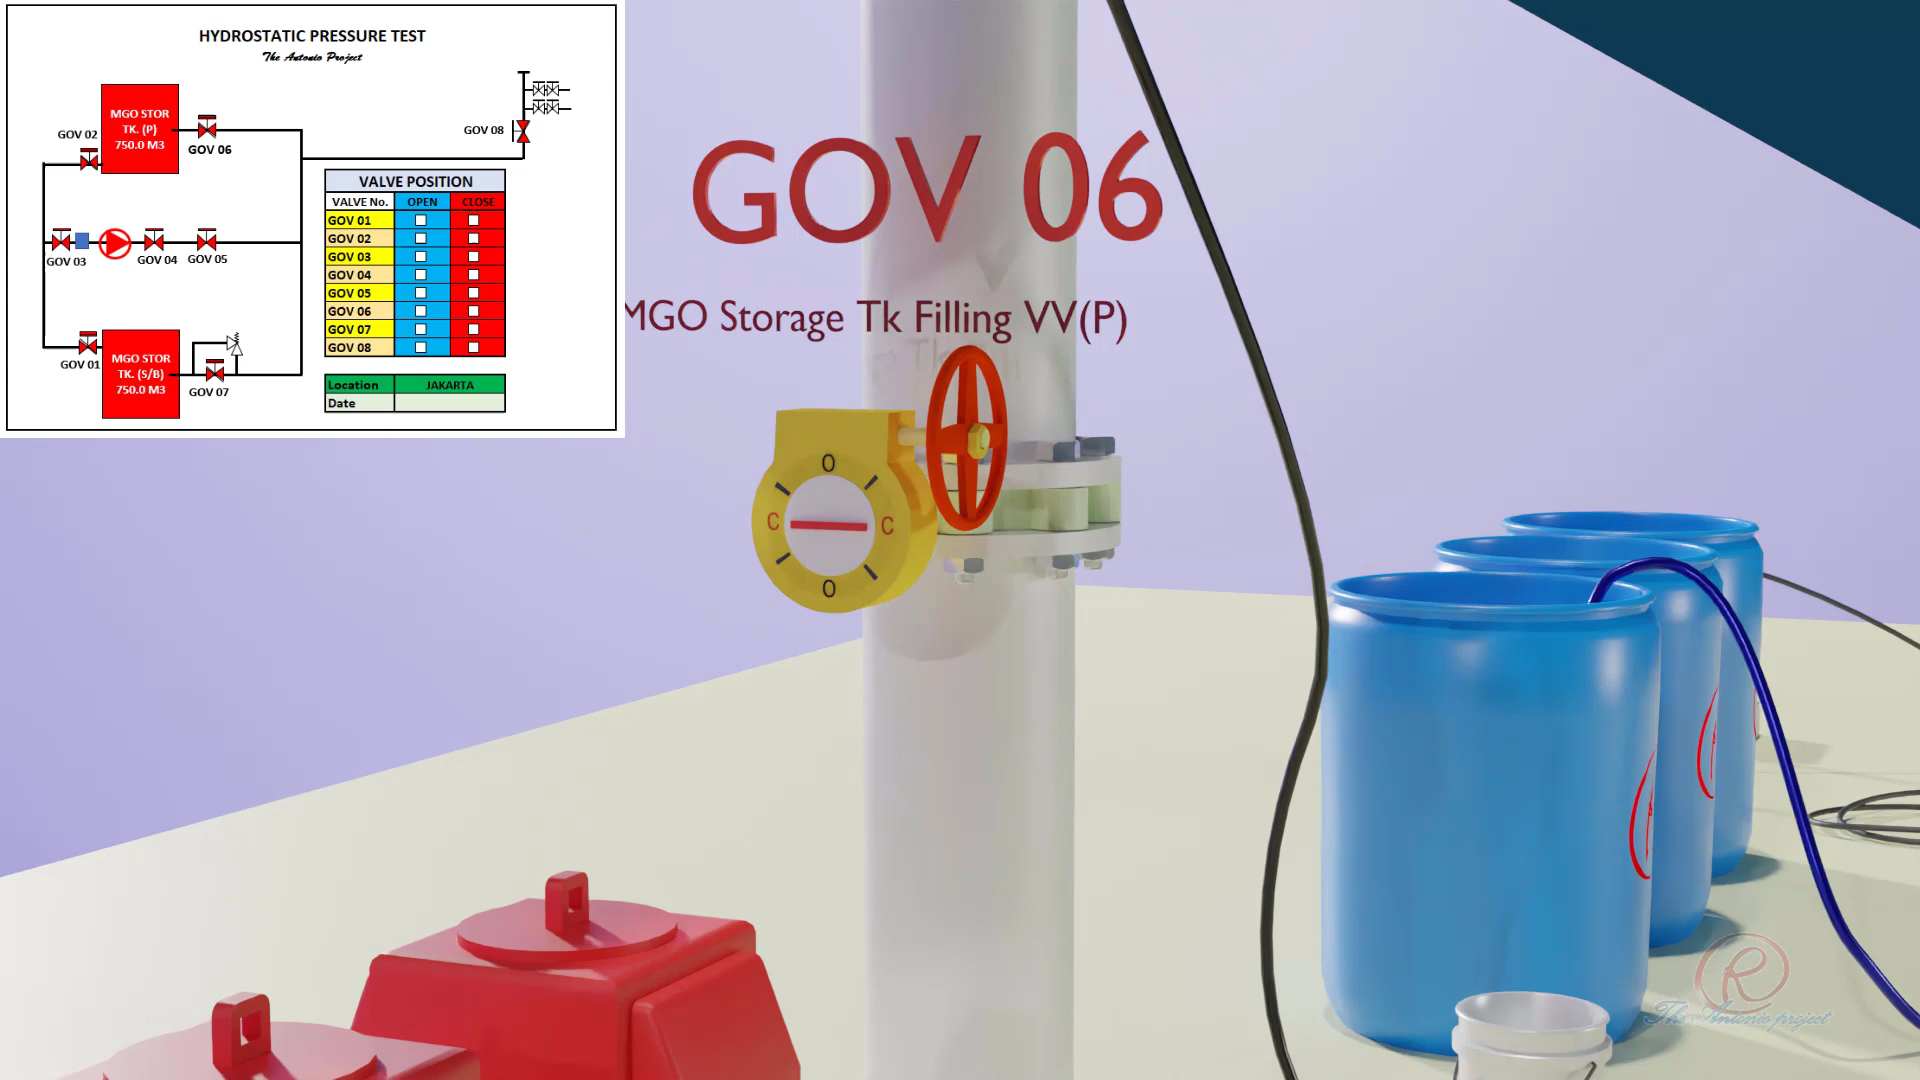 HYDROSTATIC PRESSURE TEST
The Antonio Project
MGO STOR
TK. (P)
750.0 M3
GOV 02
GOV 06
GOV 08
GOV 03
GOV 04
GOV 05
GOV 01
MGO STOR
TK. (S/B)
750.0 M3
GOV 07
VALVE POSITION
VALVE No. OPEN CLOSE
GOV 01
GOV 02
GOV 03
GOV 04
GOV 05
GOV 06
GOV 07
GOV 08
Location JAKARTA
Date
GOV 06
MGO Storage Tk Filling VV(P)
O
C C
O
R
The Antonio project